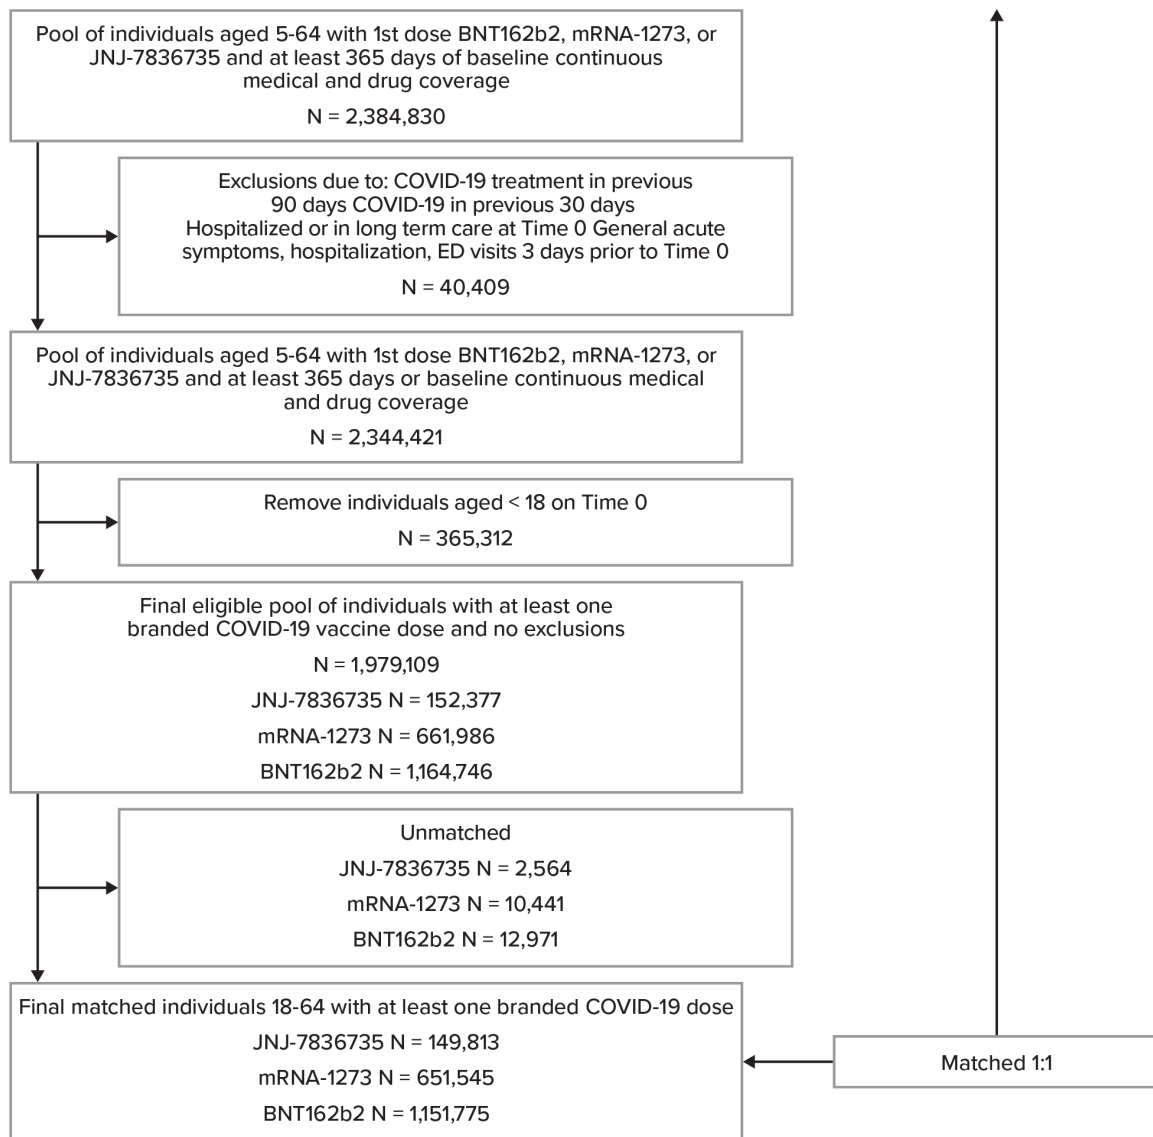 Pool of individuals aged 5-64 with 1st dose BNT162b2, mRNA-1273, or
JNJ-7836735 and at least 365 days of baseline continuous
medical and drug coverage
N = 2,384,830
Exclusions due to: COVID-19 treatment in previous
90 days COVID-19 in previous 30 days
Hospitalized or in long term care at Time 0 General acute
symptoms, hospitalization, ED visits 3 days prior to Time 0
N = 40,409
Pool of individuals aged 5-64 with 1st dose BNT162b2, mRNA-1273, or
JNJ-7836735 and at least 365 days or baseline continuous medical
and drug coverage
N = 2,344,421
Remove individuals aged < 18 on Time 0
N = 365,312
Final eligible pool of individuals with at least one
branded COVID-19 vaccine dose and no exclusions
N = 1,979,109
JNJ-7836735 N = 152,377
mRNA-1273 N = 661,986
BNT162b2 N = 1,164,746
Unmatched
JNJ-7836735 N = 2,564
mRNA-1273 N = 10,441
BNT162b2 N = 12,971
Final matched individuals 18-64 with at least one branded COVID-19 dose
JNJ-7836735 N = 149,813
mRNA-1273 N = 651,545
BNT162b2 N = 1,151,775
Matched 1:1